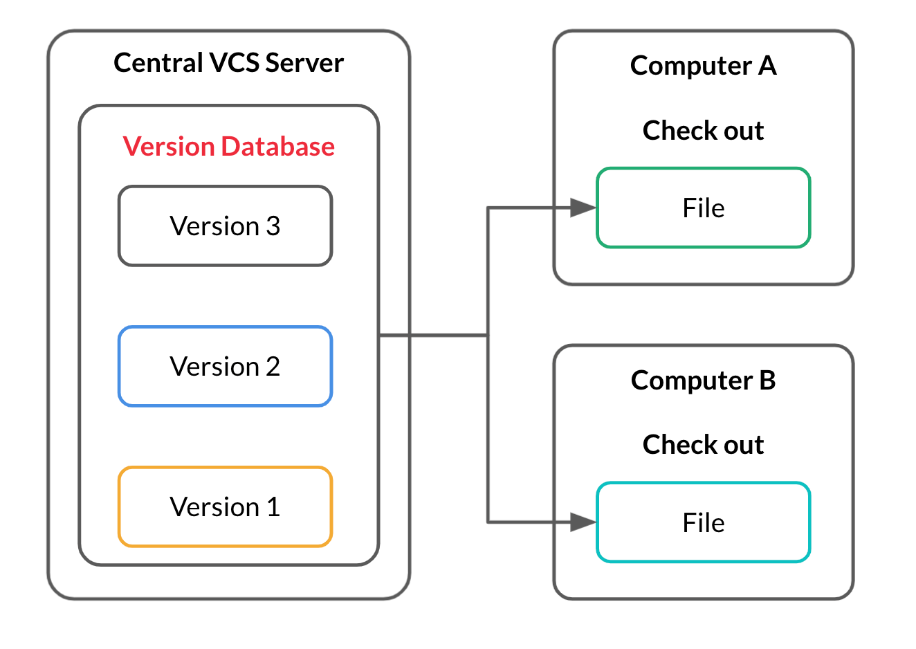 Central VCS Server
Version Database
Version 3
Version 2
Version 1
Computer A
Check out
File
Computer B
Check out
File